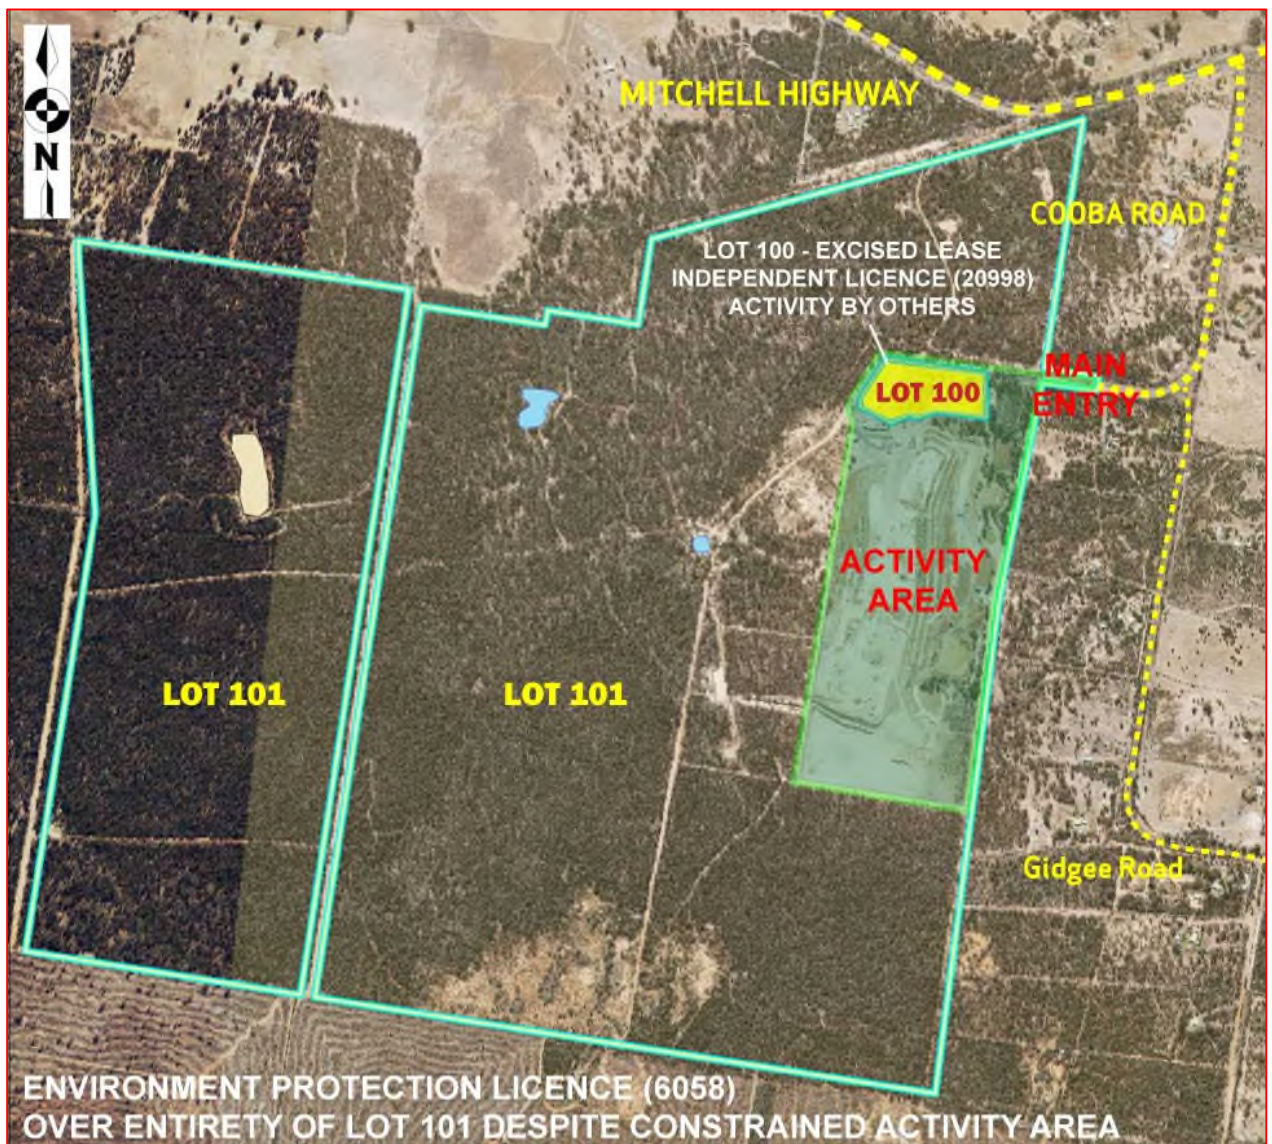 N
MITCHELL HIGHWAY
COOBA ROAD
LOT 100 - EXCISED LEASE
INDEPENDENT LICENCE (20998)
ACTIVITY BY OTHERS
MAIN
ENTRY
LOT 100
ACTIVITY
AREA
LOT 101
LOT 101
Gidgee Road
ENVIRONMENT PROTECTION LICENCE (6058)
OVER ENTIRETY OF LOT 101 DESPITE CONSTRAINED ACTIVITY AREA